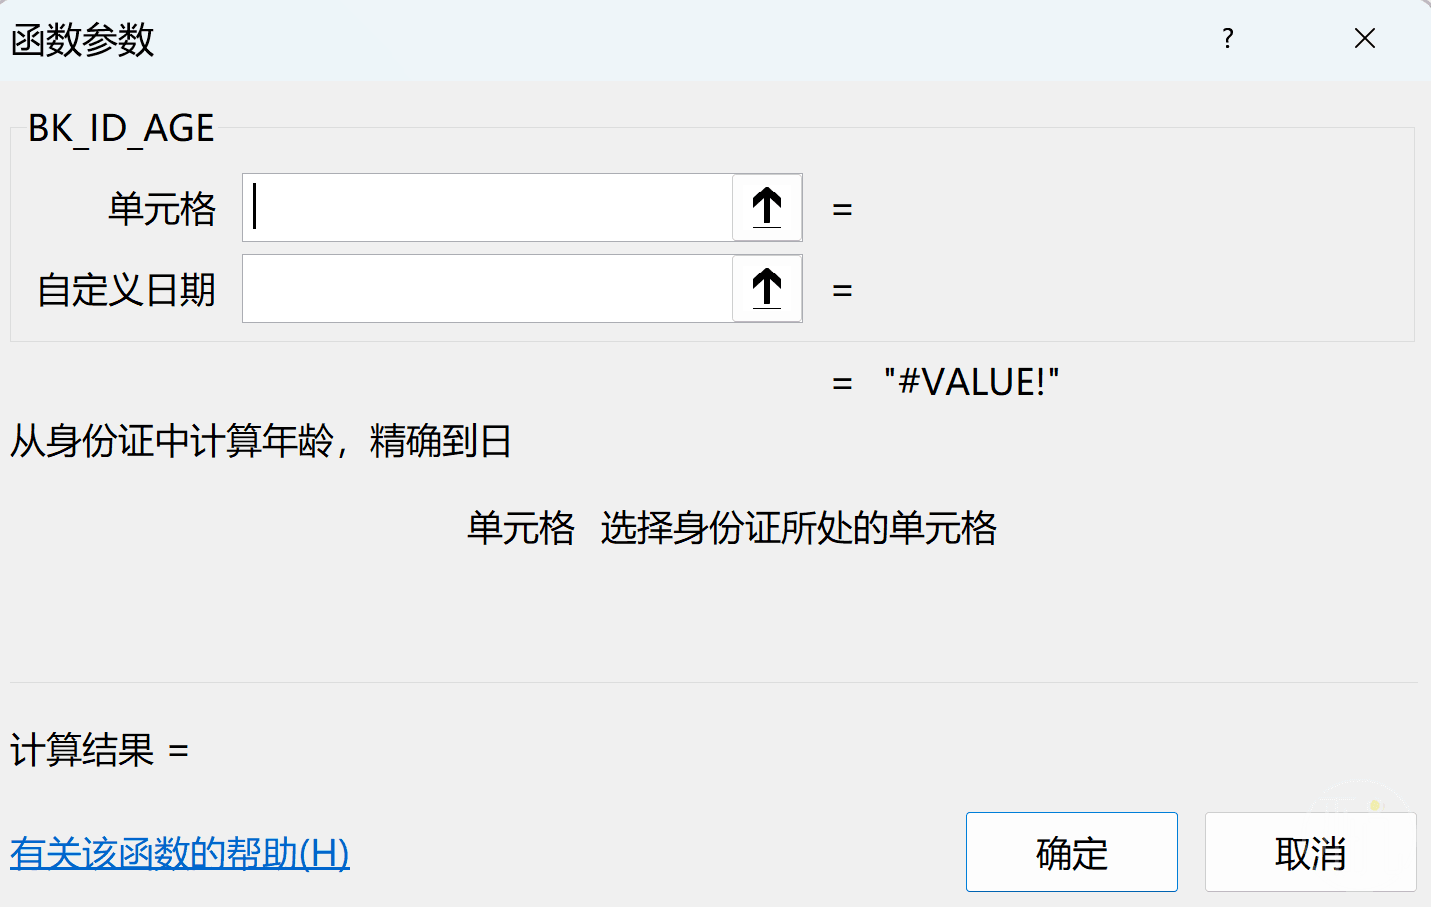 函数参数 ?
BK_ID_AGE
单元格 =
自定义日期 =
= "#VALUE!"
从身份证中计算年龄，精确到日
单元格 选择身份证所处的单元格
计算结果 =
有关该函数的帮助(H) 确定 取消